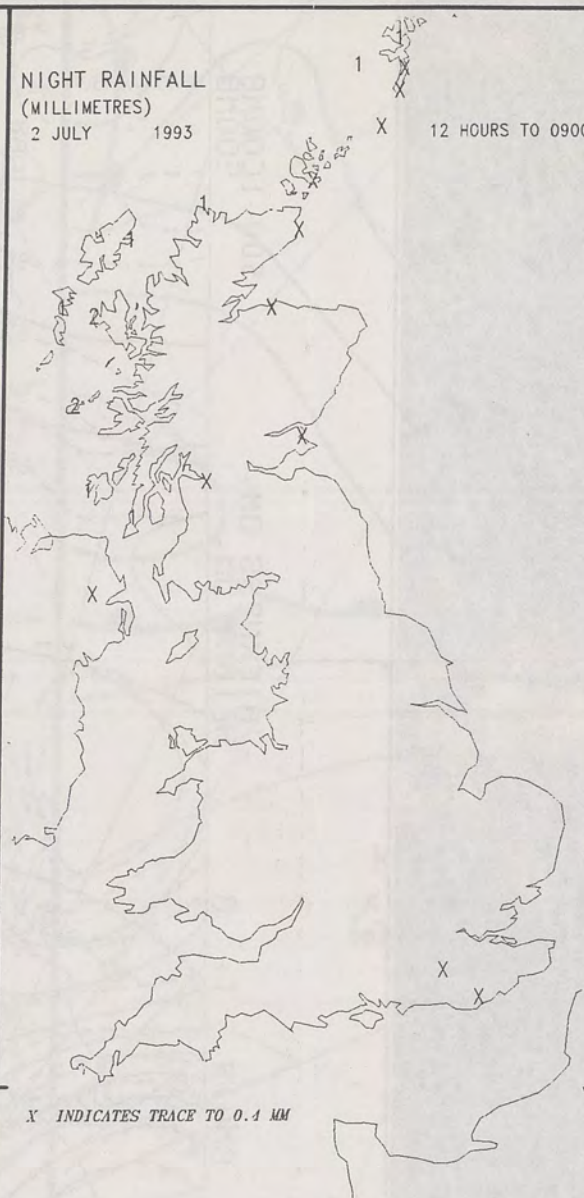 1
X
NIGHT RAINFALL
X
(MILLIMETRES)
2 JULY 1993
X
12 HOURS TO 0900
X
1
X
1
X
2
2
X
X
X
X
X
X INDICATES TRACE TO 0.4 MM